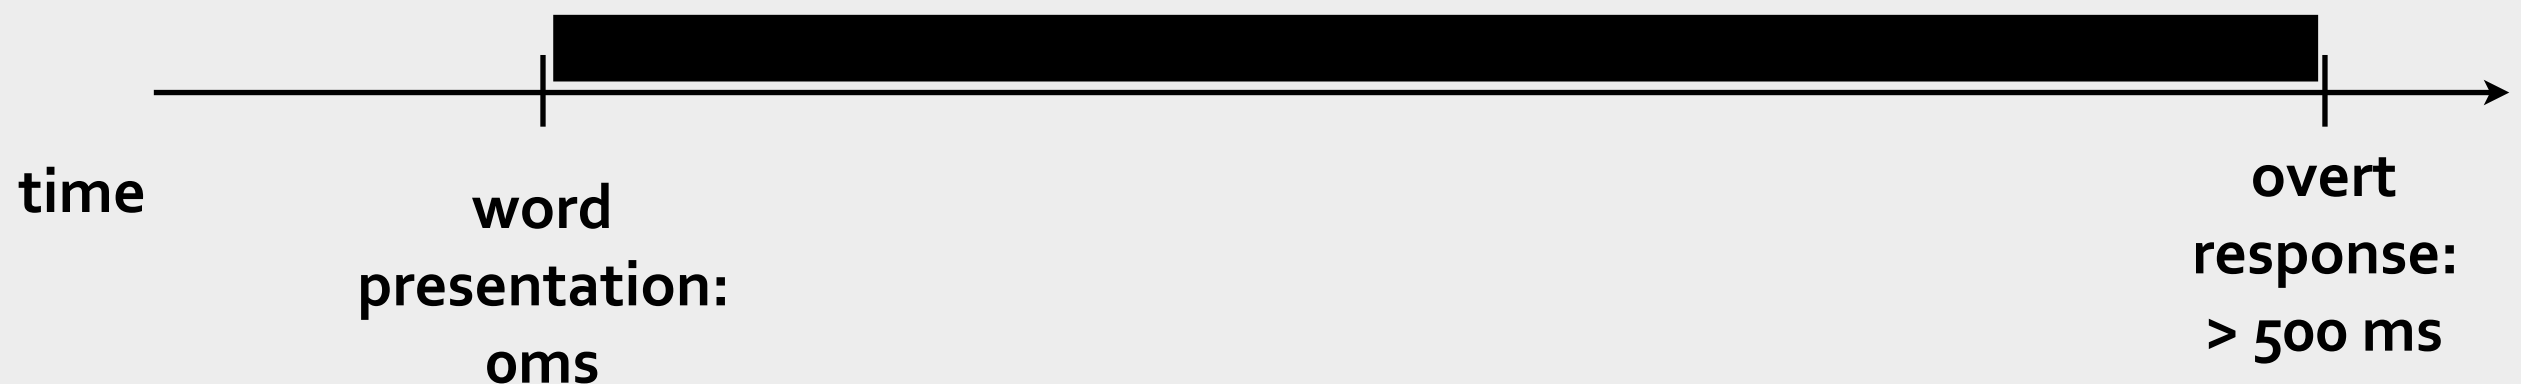 time
word
presentation:
0ms
overt
response:
> 500 ms